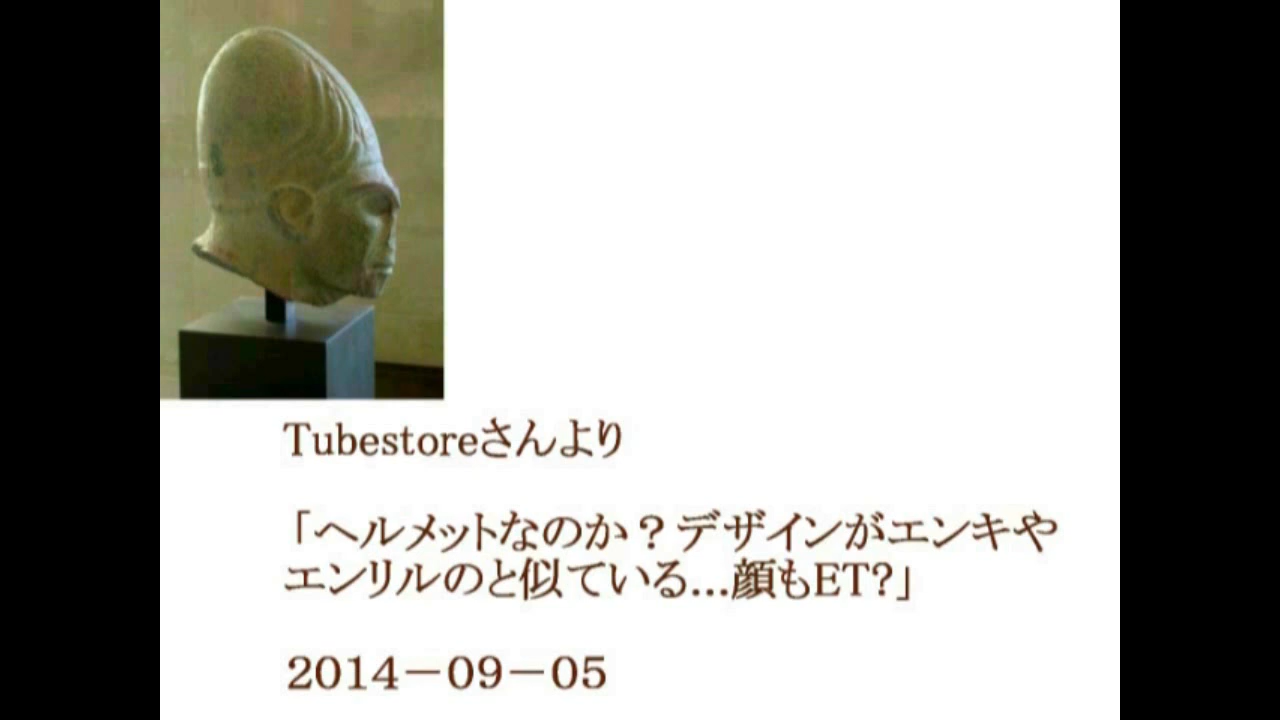 Tubestoreさんより
「ヘルメットなのか？デザインがエンキや
エンリルのと似ている...顔もET?」
2014－09－05